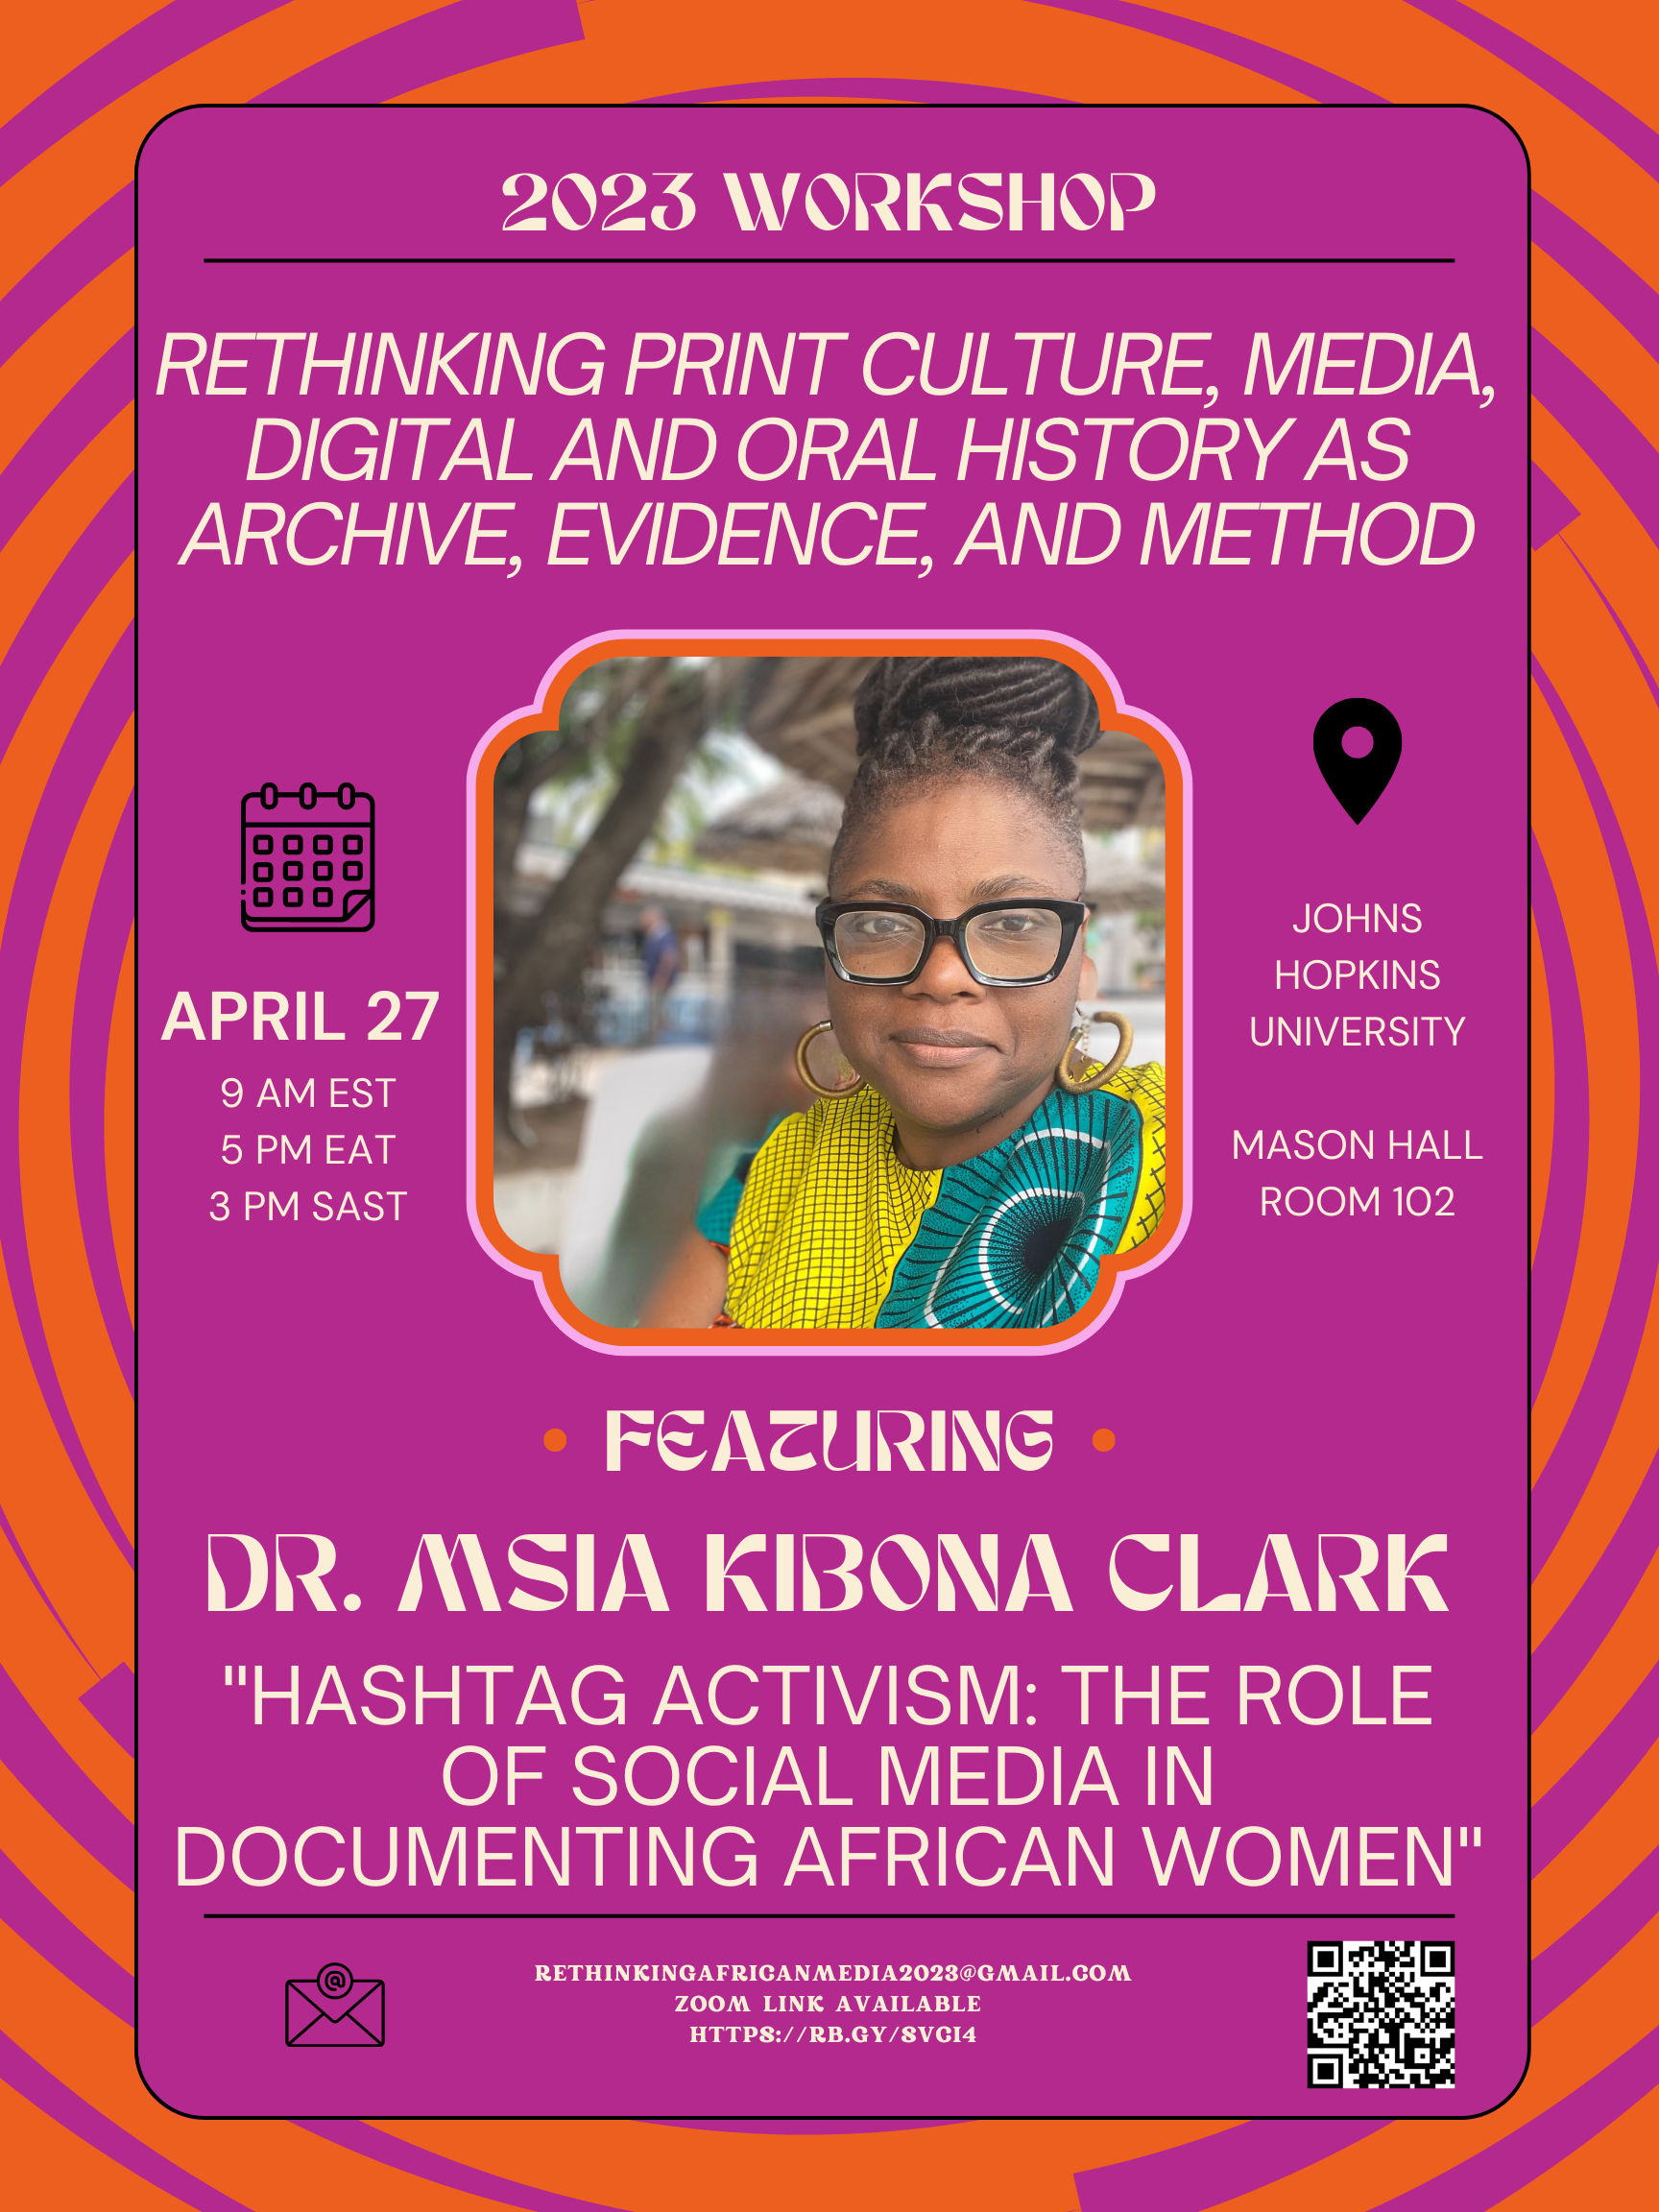 2023 WORKSHOP
RETHINKING PRINT CULTURE, MEDIA,
DIGITAL AND ORAL HISTORY AS
ARCHIVE, EVIDENCE, AND METHOD
APRIL 27
9 AM EST
5 PM EAT
3 PM SAST
JOHNS
HOPKINS
UNIVERSITY
MASON HALL
ROOM 102
• FEATURING •
DR. MSIA KIBONA CLARK
"HASHTAG ACTIVISM: THE ROLE
OF SOCIAL MEDIA IN
DOCUMENTING AFRICAN WOMEN"
@
RETHINKINGAFRICANMEDIA2023@GMAIL.COM
ZOOM LINK AVAILABLE
HTTPS://RB.GY/SVCI4